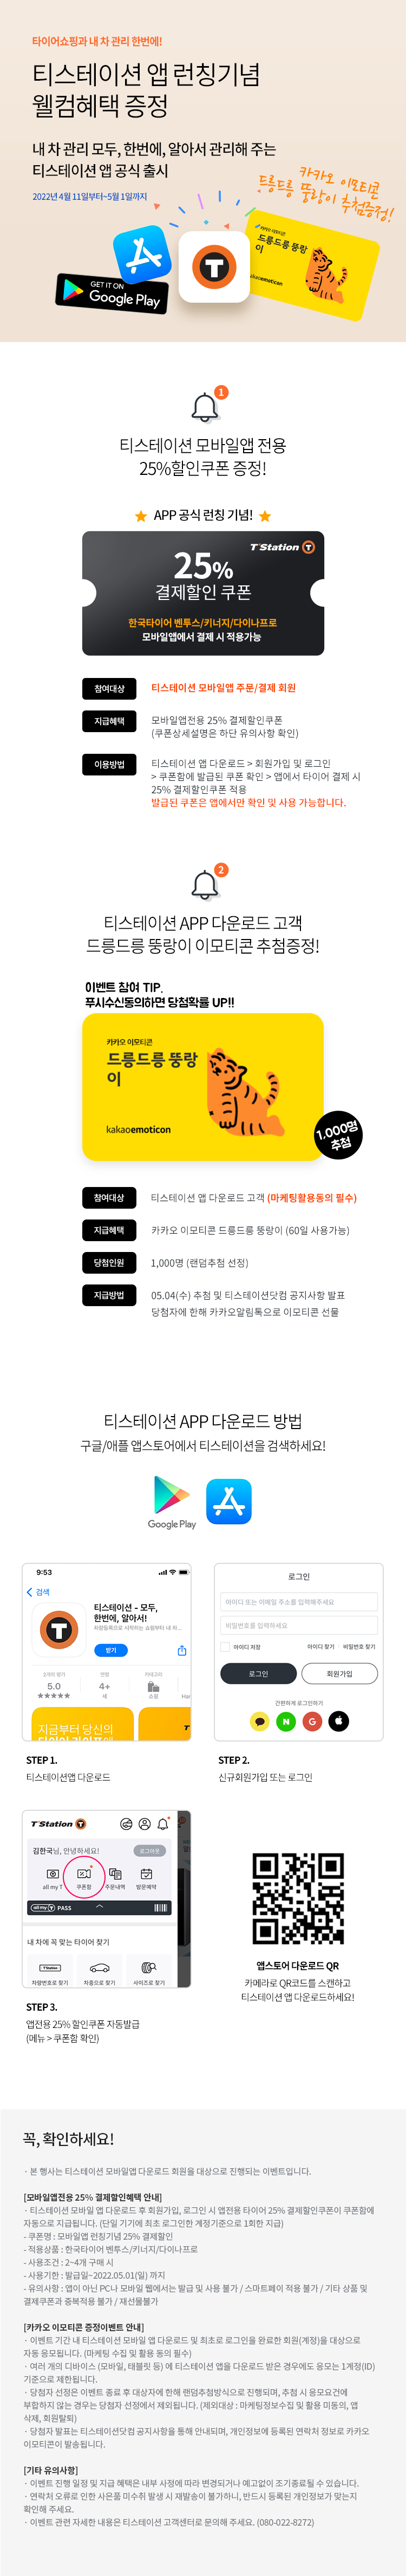 타이어쇼핑과 내 차 관리 한번에!
티스테이션 앱 런칭기념
웰컴혜택 증정
내 차 관리 모두, 한번에, 알아서 관리해 주는
티스테이션 앱 공식 출시
2022년 4월 11일부터~5월 1일까지
카카오 이모티콘
드릉드릉 뚱랑이 추첨증정!
카카오 이모티콘
드릉드릉 뚱랑
이
kakaoemoticon
GET IT ON
Google Play
T
1
티스테이션 모바일앱 전용
25%할인쿠폰 증정!
APP 공식 런칭 기념!
T'Station T
25%
결제할인 쿠폰
한국타이어 벤투스/키너지/다이나프로
모바일앱에서 결제 시 적용가능
참여대상 티스테이션 모바일앱 주문/결제 회원
지급혜택 모바일앱전용 25% 결제할인쿠폰
(쿠폰상세설명은 하단 유의사항 확인)
이용방법 티스테이션 앱 다운로드 > 회원가입 및 로그인
> 쿠폰함에 발급된 쿠폰 확인 > 앱에서 타이어 결제 시
25% 결제할인쿠폰 적용
발급된 쿠폰은 앱에서만 확인 및 사용 가능합니다.
2
티스테이션 APP 다운로드 고객
드릉드릉 뚱랑이 이모티콘 추첨증정!
이벤트 참여 TIP.
푸시수신동의하면 당첨확률 UP!!
카카오 이모티콘
드릉드릉 뚱랑
이
kakaoemoticon
1,000명
추첨
참여대상 티스테이션 앱 다운로드 고객 (마케팅활용동의 필수)
지급혜택 카카오 이모티콘 드릉드릉 뚱랑이 (60일 사용가능)
당첨인원 1,000명 (랜덤추첨 선정)
지급방법 05.04(수) 추첨 및 티스테이션닷컴 공지사항 발표
당첨자에 한해 카카오알림톡으로 이모티콘 선물
티스테이션 APP 다운로드 방법
구글/애플 앱스토어에서 티스테이션을 검색하세요!
Google Play
9:53
검색
T
티스테이션 - 모두,
한번에, 알아서!
받기
5.0
4+
세
쇼핑
지금부터 당신의
STEP 1.
티스테이션앱 다운로드
로그인
아이디 또는 이메일 주소를 입력해주세요
비밀번호를 입력하세요
아이디 저장 아이디 찾기 비밀번호 찾기
로그인 회원가입
간편하게 로그인하기
N G
STEP 2.
신규회원가입 또는 로그인
T'Station T
김한국님, 안녕하세요! 로그아웃
all my T 쿠폰함 주문내역 방문예약
all my T PASS
내 차에 꼭 맞는 타이어 찾기
차량번호로 찾기 차종으로 찾기 사이즈로 찾기
STEP 3.
앱전용 25% 할인쿠폰 자동발급
(메뉴 > 쿠폰함 확인)
앱스토어 다운로드 QR
카메라로 QR코드를 스캔하고
티스테이션 앱 다운로드하세요!
꼭, 확인하세요!
· 본 행사는 티스테이션 모바일앱 다운로드 회원을 대상으로 진행되는 이벤트입니다.
[모바일앱전용 25% 결제할인혜택 안내]
· 티스테이션 모바일 앱 다운로드 후 회원가입, 로그인 시 앱전용 타이어 25% 결제할인쿠폰이 쿠폰함에
자동으로 지급됩니다. (단일 기기에 최초 로그인한 계정기준으로 1회한 지급)
- 쿠폰명 : 모바일앱 런칭기념 25% 결제할인
- 적용상품 : 한국타이어 벤투스/키너지/다이나프로
- 사용조건 : 2~4개 구매 시
- 사용기한 : 발급일~2022.05.01(일) 까지
- 유의사항 : 앱이 아닌 PC나 모바일 웹에서는 발급 및 사용 불가 / 스마트페이 적용 불가 / 기타 상품 및
결제쿠폰과 중복적용 불가 / 재선물불가
[카카오 이모티콘 증정이벤트 안내]
· 이벤트 기간 내 티스테이션 모바일 앱 다운로드 및 최초로 로그인을 완료한 회원(계정)을 대상으로
자동 응모됩니다. (마케팅 수집 및 활용 동의 필수)
· 여러 개의 디바이스 (모바일, 태블릿 등) 에 티스테이션 앱을 다운로드 받은 경우에도 응모는 1계정(ID)
기준으로 제한됩니다.
· 당첨자 선정은 이벤트 종료 후 대상자에 한해 랜덤추첨방식으로 진행되며, 추첨 시 응모요건에
부합하지 않는 경우는 당첨자 선정에서 제외됩니다. (제외대상 : 마케팅정보수집 및 활용 미동의, 앱
삭제, 회원탈퇴)
· 당첨자 발표는 티스테이션닷컴 공지사항을 통해 안내되며, 개인정보에 등록된 연락처 정보로 카카오
이모티콘이 발송됩니다.
[기타 유의사항]
· 이벤트 진행 일정 및 지급 혜택은 내부 사정에 따라 변경되거나 예고없이 조기종료될 수 있습니다.
· 연락처 오류로 인한 사은품 미수취 발생 시 재발송이 불가하니, 반드시 등록된 개인정보가 맞는지
확인해 주세요.
· 이벤트 관련 자세한 내용은 티스테이션 고객센터로 문의해 주세요. (080-022-8272)